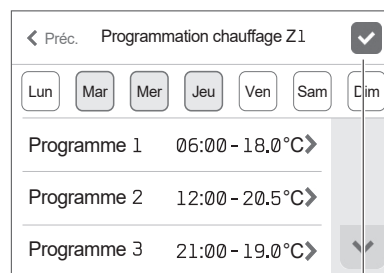 Préc. Programmation chauffage Z1
Lun Mar Mer Jeu Ven Sam Dim
Programme 1 06:00 - 18.0°C
Programme 2 12:00 - 20.5°C
Programme 3 21:00 - 19.0°C